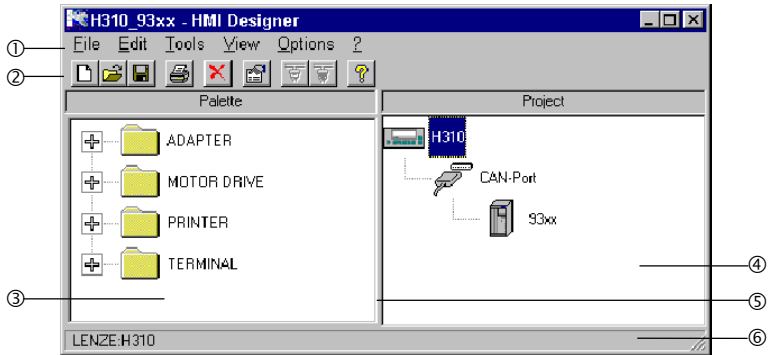 H310_93xx - HMI Designer
① File Edit Tools View Options ?
②
Palette Project
ADAPTER
MOTOR DRIVE
PRINTER
TERMINAL
③
H310
CAN-Port
93xx
④
⑤
LENZE:H310
⑥